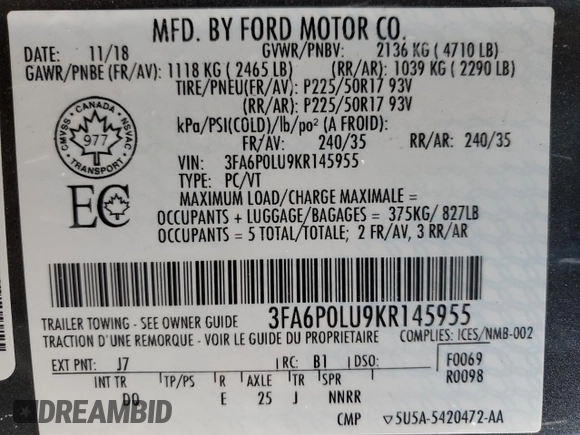 MFD. BY FORD MOTOR CO.
DATE: 11/18 GVWR/PNBV: 2136 KG ( 4710 LB)
GAWR/PNBE (FR/AV): 1118 KG ( 2465 LB) (RR/AR): 1039 KG ( 2290 LB)
TIRE/PNEU(FR/AV): P225/50R17 93V
(RR/AR): P225/50R17 93V
kPa/PSI(COLD)/lb/po² (A FROID):
FR/AV: 240/35 RR/AR: 240/35
CANADA
CMVSS NSVAC
977
TRANSPORT
VIN: 3FA6P0LU9KR145955
TYPE: PC/VT
EC
MAXIMUM LOAD/CHARGE MAXIMALE =
OCCUPANTS + LUGGAGE/BAGAGES = 375KG/ 827LB
OCCUPANTS = 5 TOTAL/TOTALE; 2 FR/AV, 3 RR/AR
3FA6P0LU9KR145955
TRAILER TOWING - SEE OWNER GUIDE
TRACTION D'UNE REMORQUE - VOIR LE GUIDE DU PROPRIETAIRE COMPLIES: ICES/NMB-002
EXT PNT: J7 RC: B1 DSO: F0069
INT TR TP/PS R AXLE TR SPR R0098
DQ E 25 J NNRR
CMP ▽5U5A-5420472-AA
DREAMBID